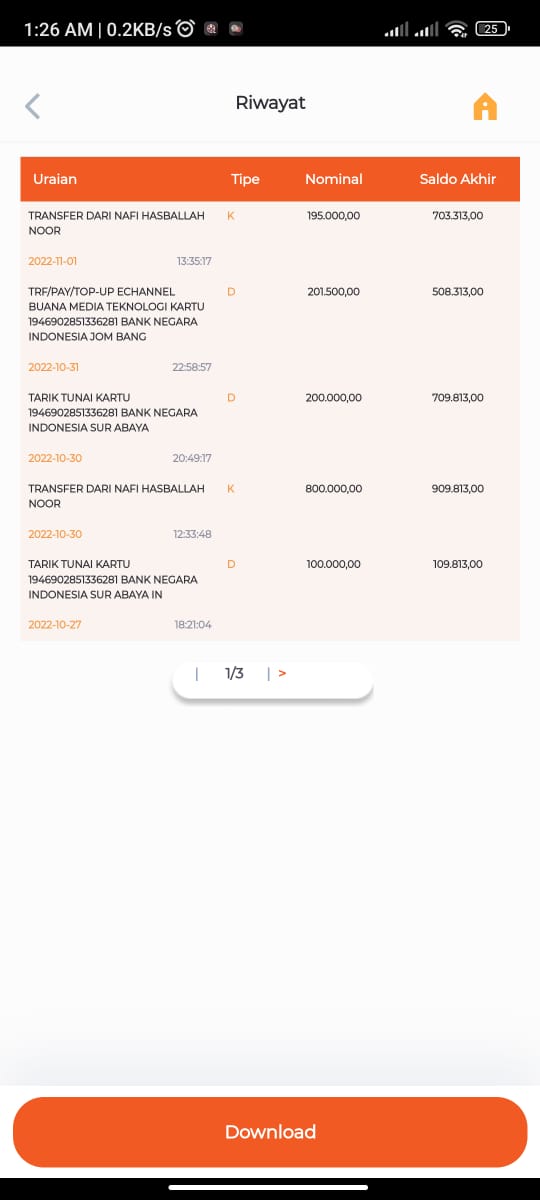 1:26 AM | 0.2KB/s
25
Riwayat
Uraian Tipe Nominal Saldo Akhir
TRANSFER DARI NAFI HASBALLAH K 195.000,00 703.313,00
NOOR
2022-11-01 13:35:17
TRF/PAY/TOP-UP ECHANNEL D 201.500,00 508.313,00
BUANA MEDIA TEKNOLOGI KARTU
1946902851336281 BANK NEGARA
INDONESIA JOM BANG
2022-10-31 22:58:57
TARIK TUNAI KARTU D 200.000,00 709.813,00
1946902851336281 BANK NEGARA
INDONESIA SUR ABAYA
2022-10-30 20:49:17
TRANSFER DARI NAFI HASBALLAH K 800.000,00 909.813,00
NOOR
2022-10-30 12:33:48
TARIK TUNAI KARTU D 100.000,00 109.813,00
1946902851336281 BANK NEGARA
INDONESIA SUR ABAYA IN
2022-10-27 18:21:04
| 1/3 | >
Download